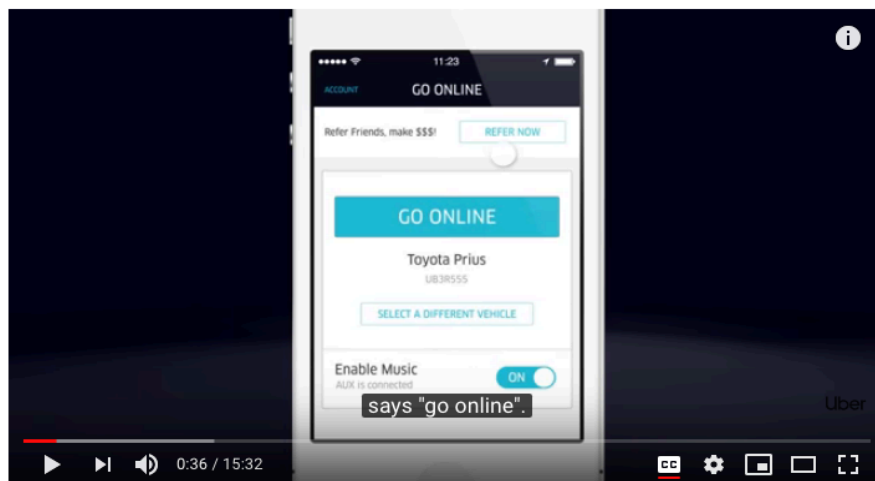 11:23
ACCOUNT GO ONLINE
Refer Friends, make $$$! REFER NOW
GO ONLINE
Toyota Prius
UB3R555
SELECT A DIFFERENT VEHICLE
Enable Music
ON
AUX is connected
says "go online".
Uber
0:36 / 15:32
CC